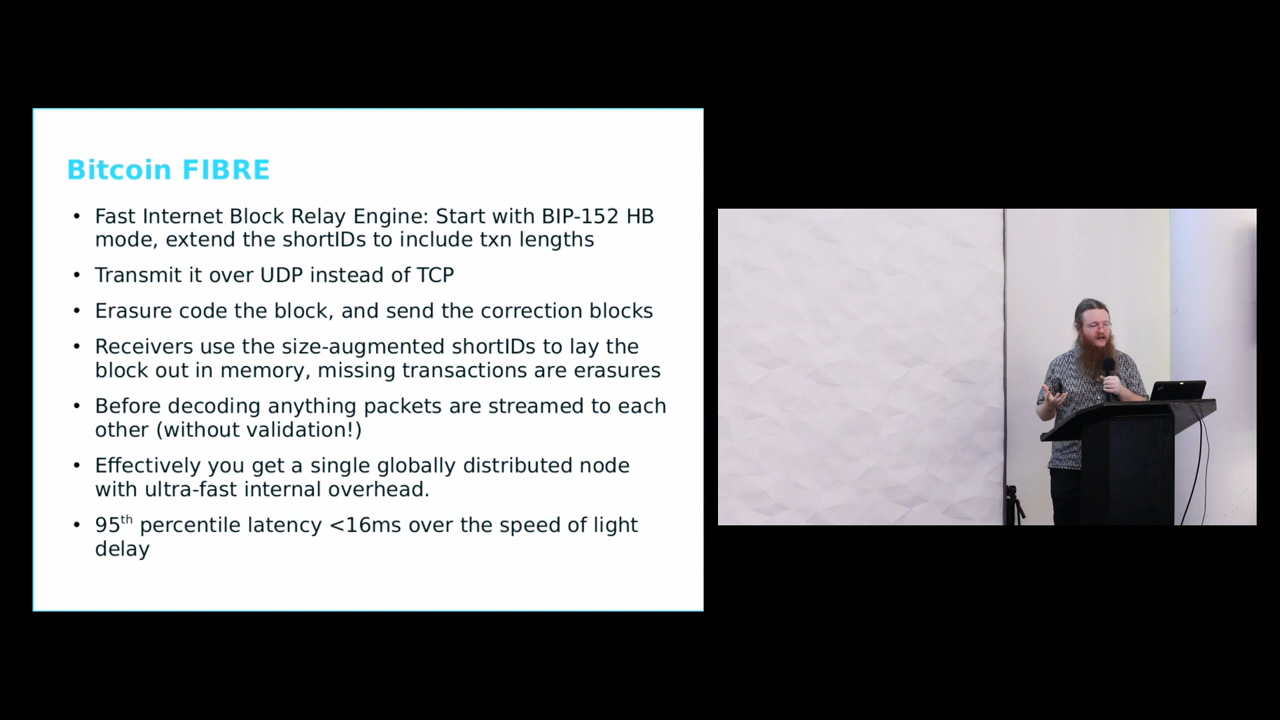 Bitcoin FIBRE
• Fast Internet Block Relay Engine: Start with BIP-152 HB
mode, extend the shortIDs to include txn lengths
• Transmit it over UDP instead of TCP
• Erasure code the block, and send the correction blocks
• Receivers use the size-augmented shortIDs to lay the
block out in memory, missing transactions are erasures
• Before decoding anything packets are streamed to each
other (without validation!)
• Effectively you get a single globally distributed node
with ultra-fast internal overhead.
• 95th percentile latency <16ms over the speed of light
delay